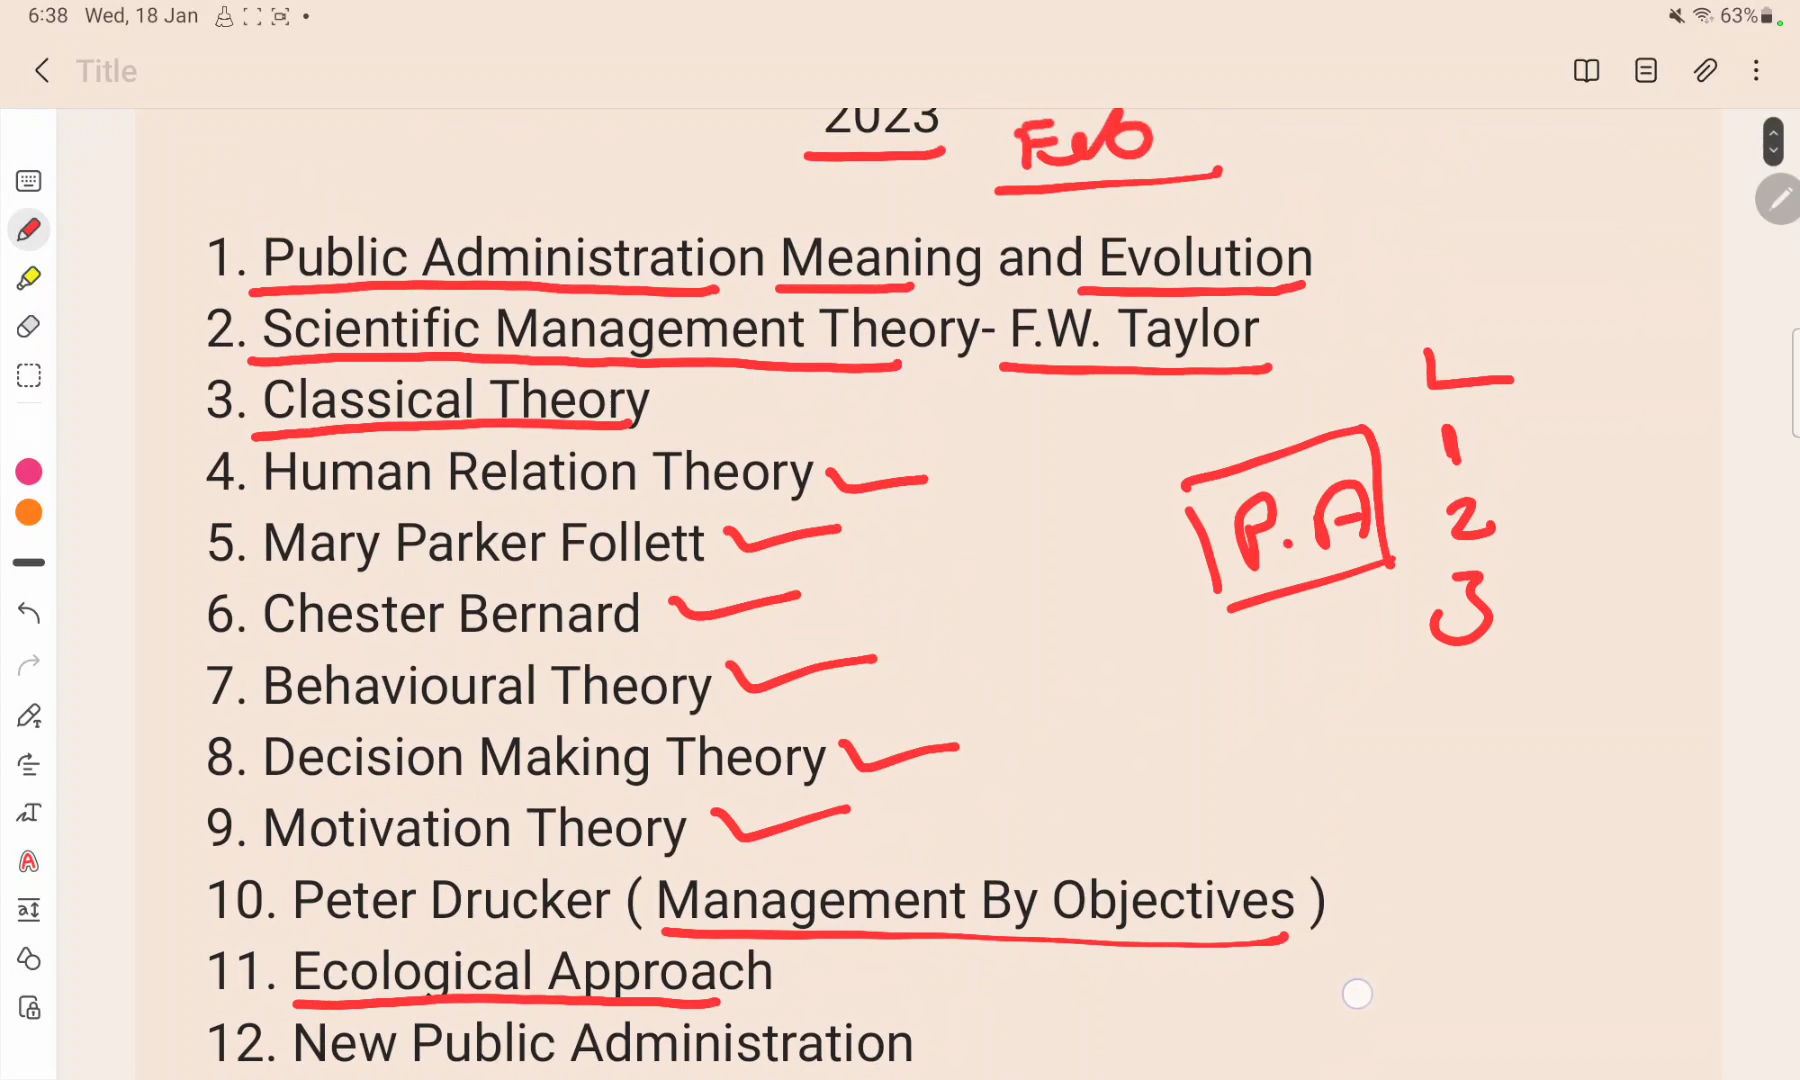 6:38 Wed, 18 Jan 63%
Title
2023 Feb
1. Public Administration Meaning and Evolution
2. Scientific Management Theory- F.W. Taylor
3. Classical Theory
4. Human Relation Theory
5. Mary Parker Follett
6. Chester Bernard
7. Behavioural Theory
8. Decision Making Theory
9. Motivation Theory
10. Peter Drucker ( Management By Objectives )
11. Ecological Approach
12. New Public Administration
P.A
1
2
3